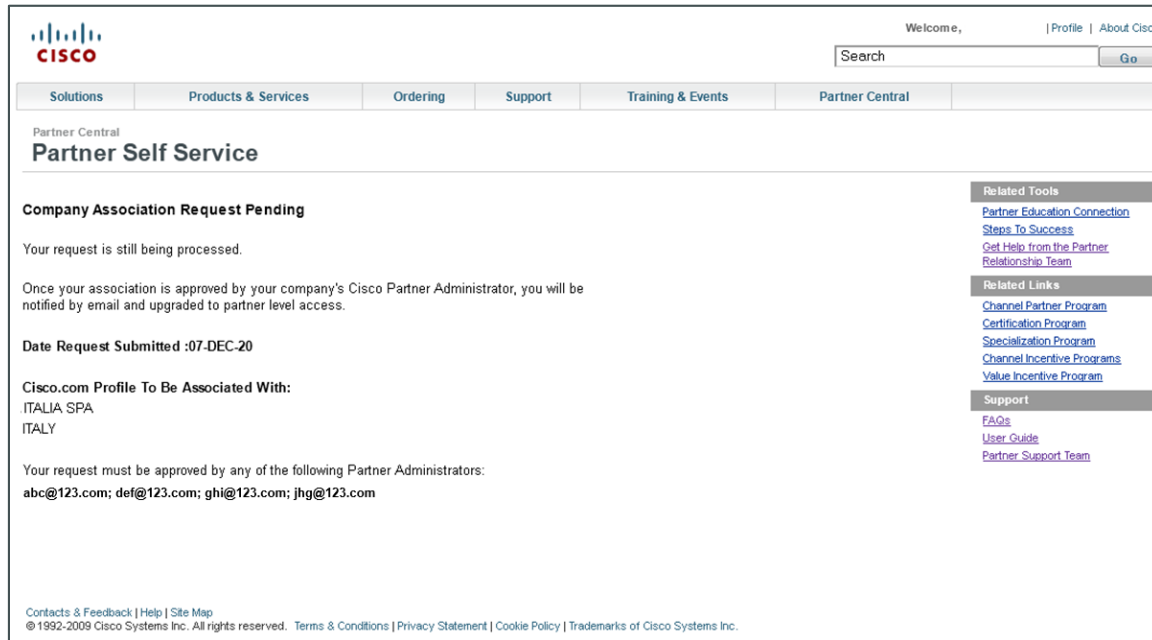 CISCO
Welcome, | Profile | About Cisc
Search Go
Solutions Products & Services Ordering Support Training & Events Partner Central
Partner Central
Partner Self Service
Company Association Request Pending
Your request is still being processed.
Once your association is approved by your company's Cisco Partner Administrator, you will be
notified by email and upgraded to partner level access.
Date Request Submitted :07-DEC-20
Cisco.com Profile To Be Associated With:
ITALIA SPA
ITALY
Your request must be approved by any of the following Partner Administrators:
abc@123.com; def@123.com; ghi@123.com; jhg@123.com
Related Tools
Partner Education Connection
Steps To Success
Get Help from the Partner
Relationship Team
Related Links
Channel Partner Program
Certification Program
Specialization Program
Channel Incentive Programs
Value Incentive Program
Support
FAQs
User Guide
Partner Support Team
Contacts & Feedback | Help | Site Map
© 1992-2009 Cisco Systems Inc. All rights reserved. Terms & Conditions | Privacy Statement | Cookie Policy | Trademarks of Cisco Systems Inc.